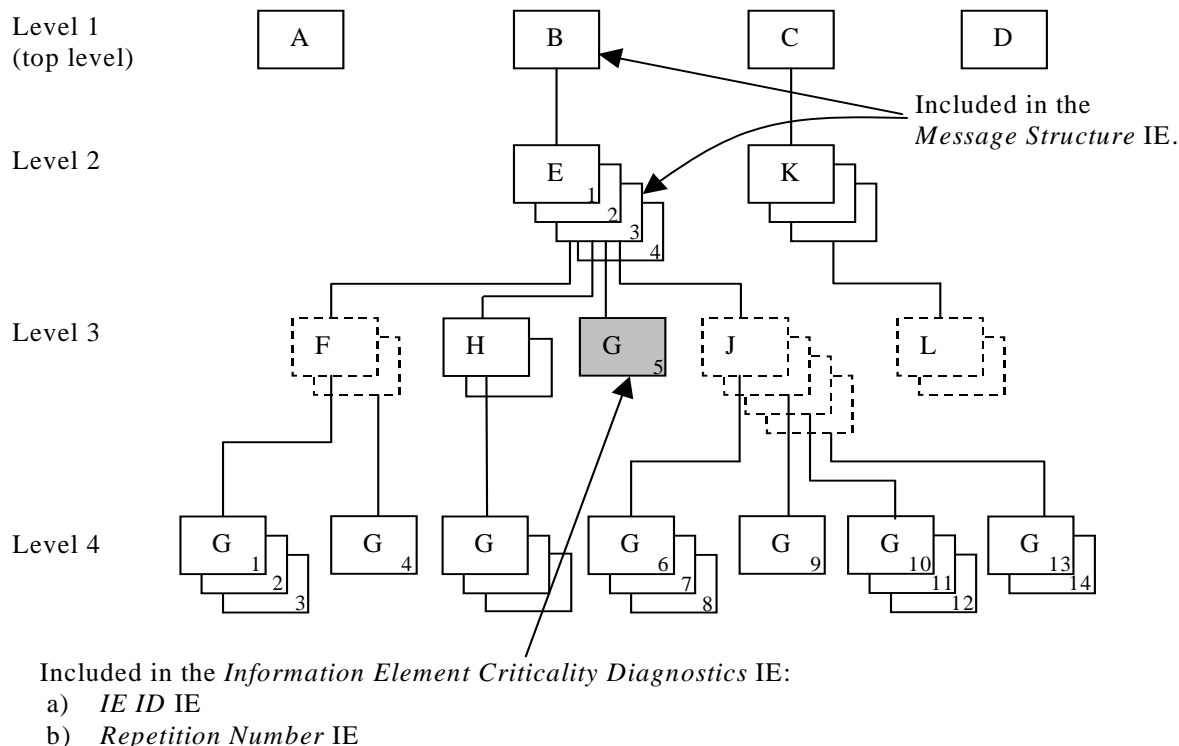 Level 1
(top level)
A B C D
Included in the
Message Structure IE.
Level 2
E K
1
2
3
4
Level 3
F H G J L
5
Level 4
G G G G G G G
1 4 6 9 10 13
2 7 11 14
3 8 12
Included in the Information Element Criticality Diagnostics IE:
a) IE ID IE
b) Repetition Number IE